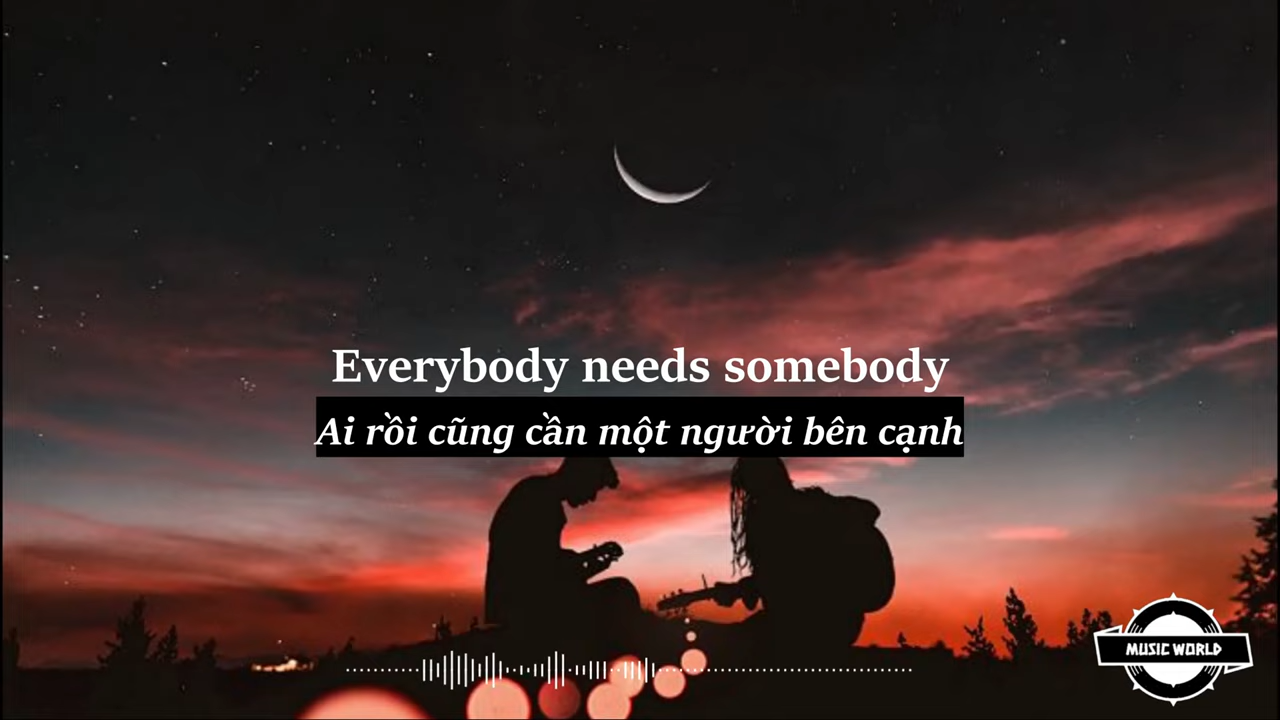 Everybody needs somebody
Ai rồi cũng cần một người bên cạnh
MUSIC WORLD